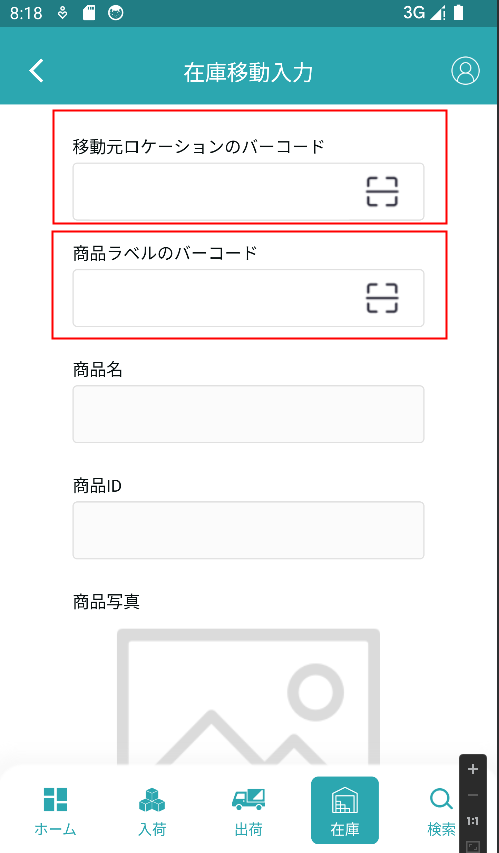 8:18 3G
在庫移動入力
移動元ロケーションのバーコード
商品ラベルのバーコード
商品名
商品ID
商品写真
ホーム 入荷 出荷 在庫 検索
1:1